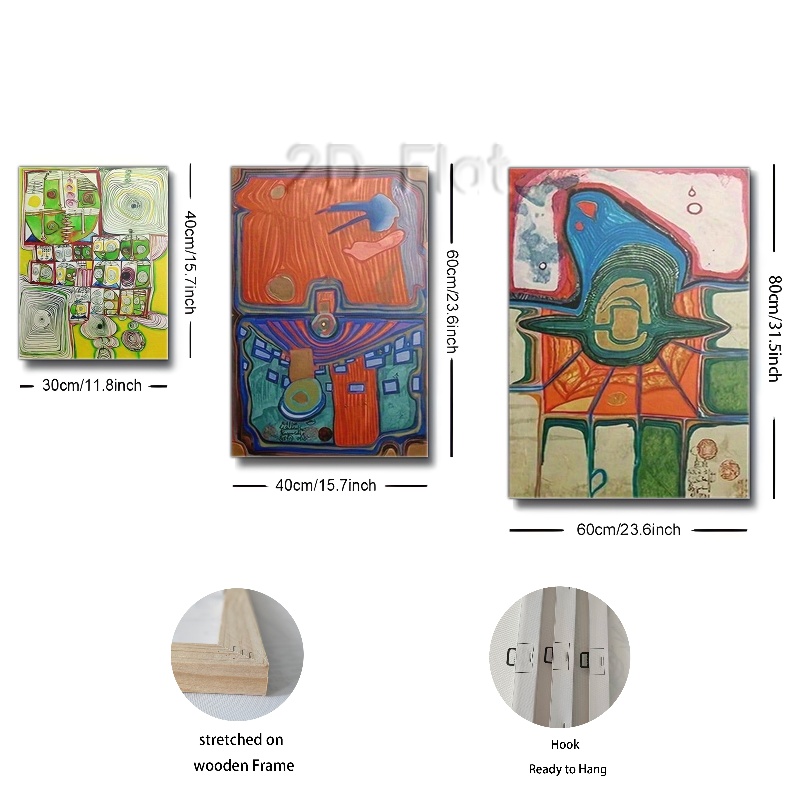 2D Flat
40cm/15.7inch
30cm/11.8inch
60cm/23.6inch
40cm/15.7inch
80cm/31.5inch
60cm/23.6inch
stretched on
wooden Frame
Hook
Ready to Hang